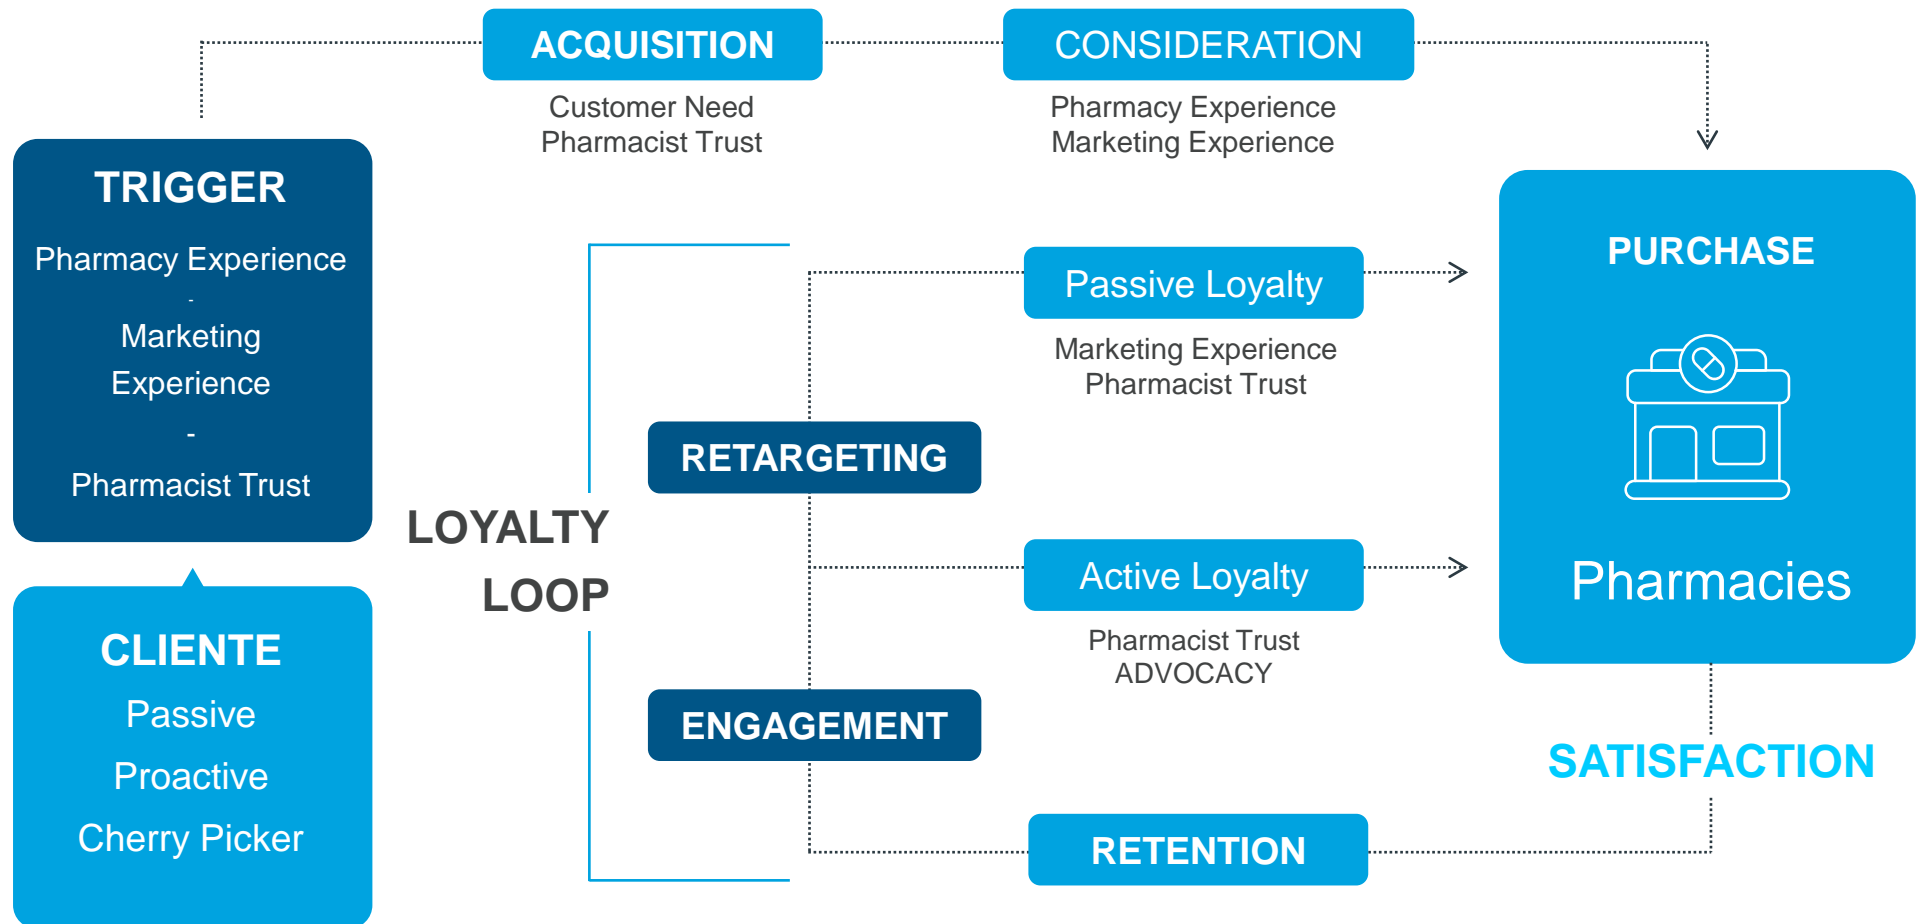 ACQUISITION
Customer Need
Pharmacist Trust
CONSIDERATION
Pharmacy Experience
Marketing Experience
TRIGGER
Pharmacy Experience
-
Marketing
Experience
-
Pharmacist Trust
CLIENTE
Passive
Proactive
Cherry Picker
LOYALTY
LOOP
RETARGETING
ENGAGEMENT
Passive Loyalty
Marketing Experience
Pharmacist Trust
Active Loyalty
Pharmacist Trust
ADVOCACY
RETENTION
PURCHASE
Pharmacies
SATISFACTION